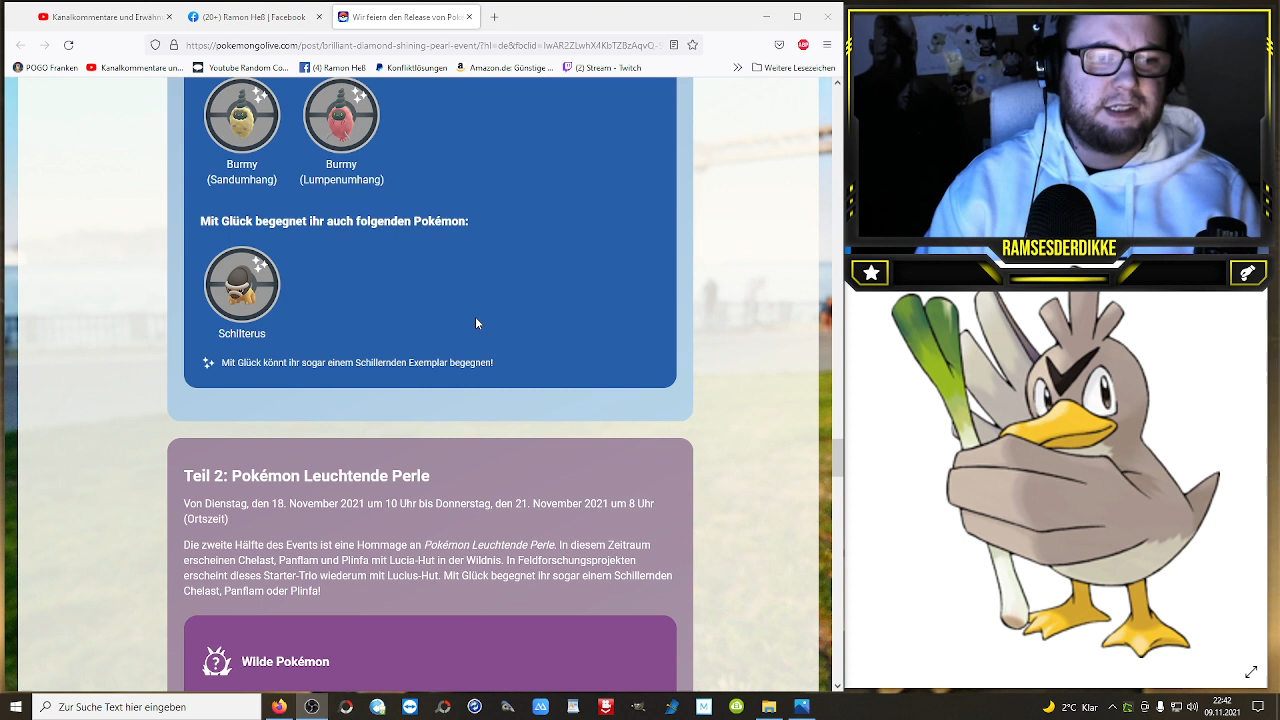 Kanalkommentare und Erwähn
(20+) Ramon Heß | Facebook
Wir feiern den Release von Pok
https://pokemongolive.com/post/brilliant-diamond-shining-pearl-event/?hl=de&fbclid=IwAR2ZXTi1X4KbTZBzAqvQ-S
POGO Franken
Kanalkommentare un…
Youtube Random Co…
(4) Ramon Heß
Konfliktlösungen
Amazon.de: Günstige …
(2) Stream - Twitch
Weitere Lesezeichen
Burmy
(Sandumhang)
Burmy
(Lumpenumhang)
Mit Glück begegnet ihr auch folgenden Pokémon:
Schilterus
Mit Glück könnt ihr sogar einem Schillernden Exemplar begegnen!
Teil 2: Pokémon Leuchtende Perle
Von Dienstag, den 18. November 2021 um 10 Uhr bis Donnerstag, den 21. November 2021 um 8 Uhr
(Ortszeit)
Die zweite Hälfte des Events ist eine Hommage an Pokémon Leuchtende Perle. In diesem Zeitraum
erscheinen Chelast, Panflam und Plinfa mit Lucia-Hut in der Wildnis. In Feldforschungsprojekten
erscheint dieses Starter-Trio wiederum mit Lucius-Hut. Mit Glück begegnet ihr sogar einem Schillernden
Chelast, Panflam oder Plinfa!
Wilde Pokémon
RAMSESDERDIKKE
Zur Suche Text hier eingeben
2°C Klar
22:42
09.11.2021